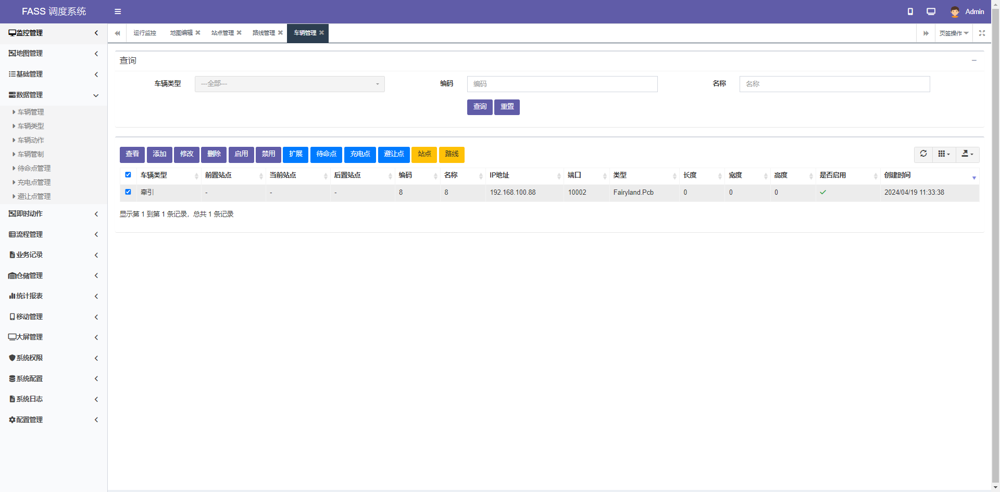 FASS 调度系统
Admin
监控管理
地图管理
基础管理
数据管理
车辆管理
车辆类型
车辆动作
车辆管制
待命点管理
充电点管理
避让点管理
即时动作
流程管理
业务记录
仓储管理
统计报表
移动管理
大屏管理
系统权限
系统配置
系统日志
配置管理
运行监控 地图编辑 站点管理 路线管理 车辆管理 页签操作
查询
车辆类型 ---全部--- 编码 编码 名称 名称
查询 重置
查看 添加 修改 删除 启用 禁用 扩展 待命点 充电点 避让点 站点 路线
车辆类型 前置站点 当前站点 后置站点 编码 名称 IP地址 端口 类型 长度 宽度 高度 是否启用 创建时间
牵引 - - - 8 8 192.168.100.88 10002 Fairyland.Pcb 0 0 0 2024/04/19 11:33:38
显示第 1 到第 1 条记录，总共 1 条记录